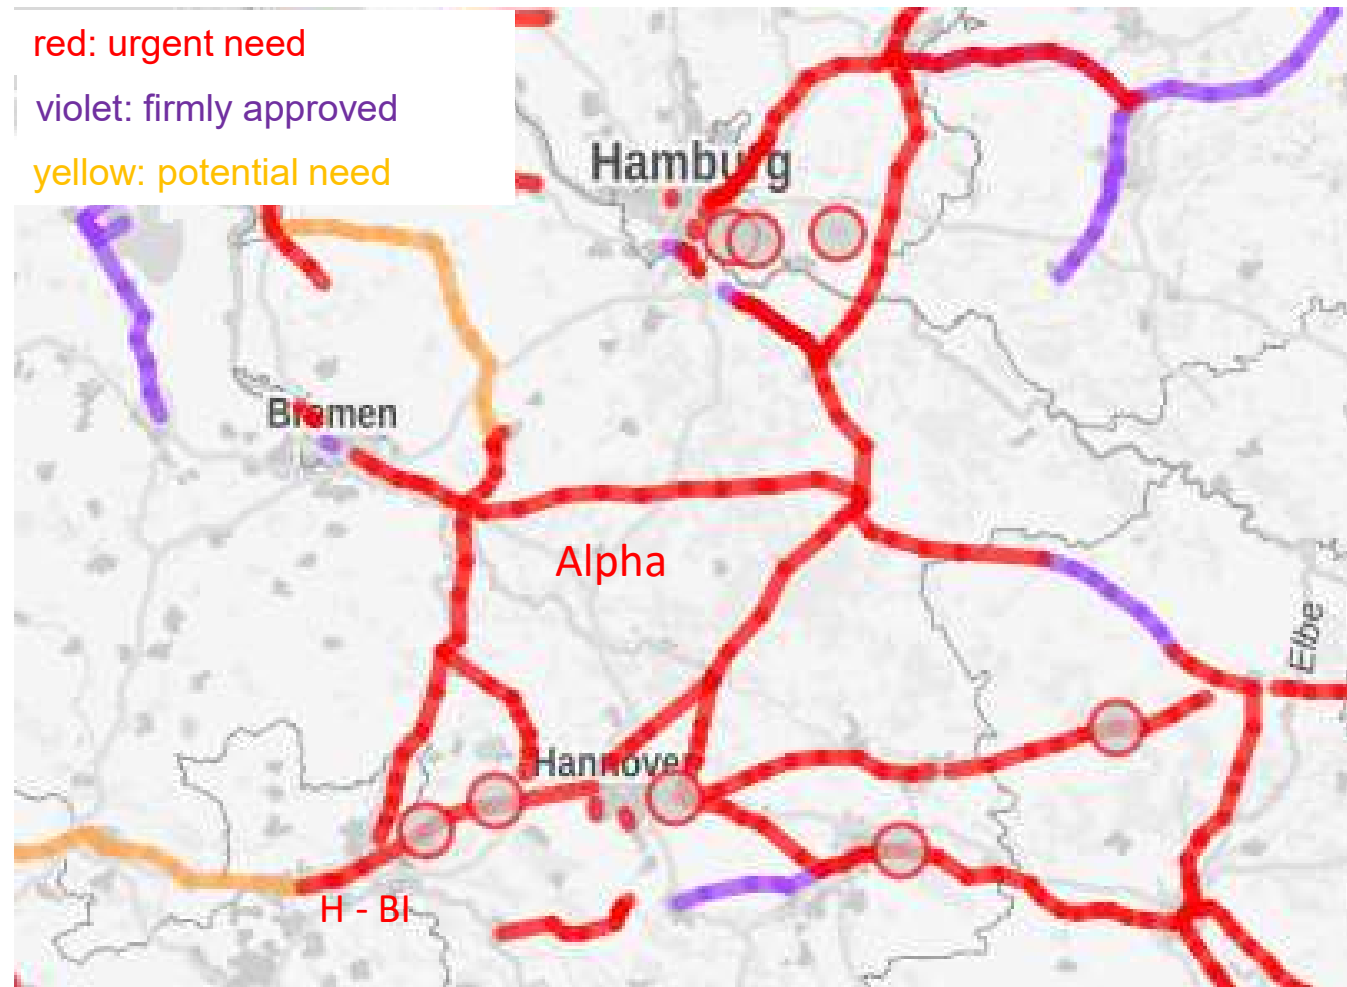 red: urgent need
violet: firmly approved
yellow: potential need
Hamburg
Bremen
Alpha
Elbe
Hannover
H - BI